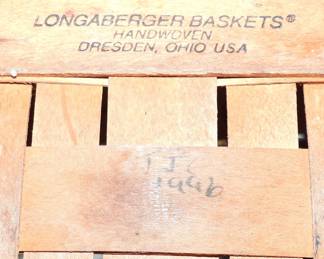 LONGABERGER BASKETS®
HANDWOVEN
DRESDEN, OHIO USA
1996